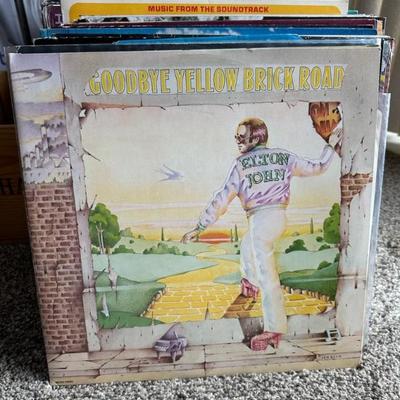 MUSIC FROM THE SOUNDTRACK
GOODBYE YELLOW BRICK ROAD
ELTON
JOHN